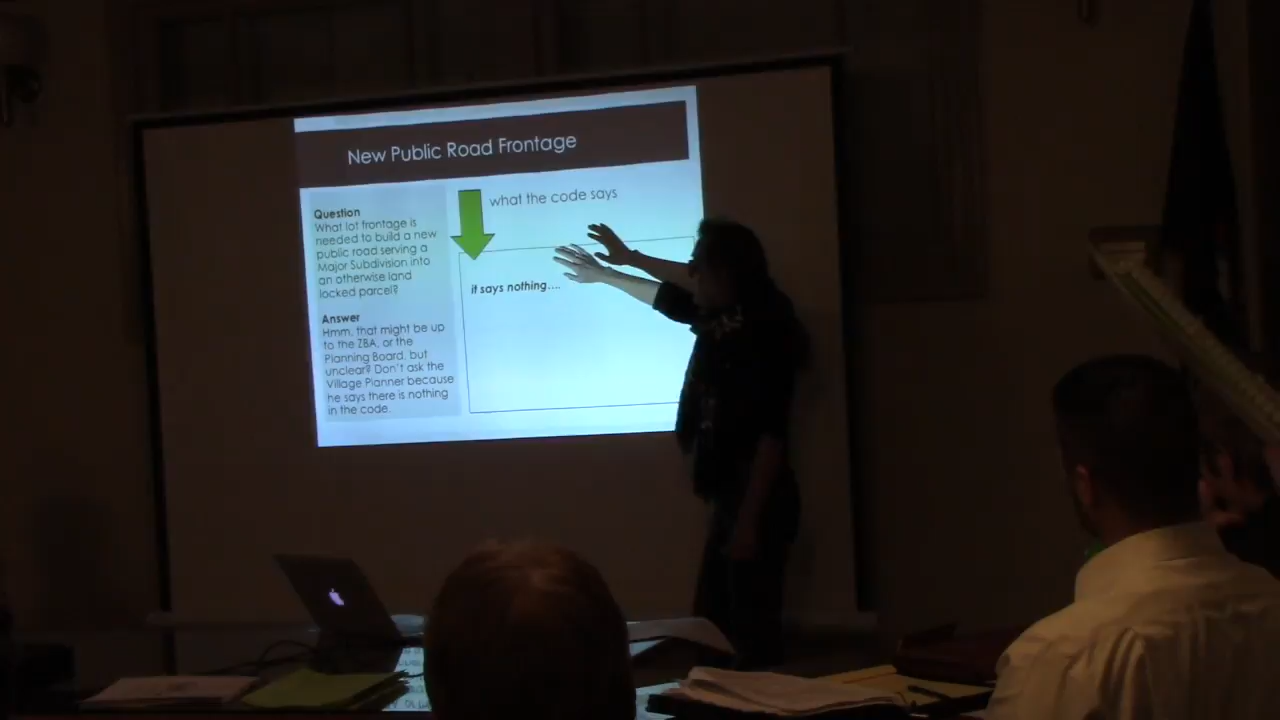 New Public Road Frontage
Question
What lot frontage is
needed to build a new
public road serving a
Major Subdivision into
an otherwise land
locked parcel?
Answer
Hmm, that might be up
to the ZBA, or the
Planning Board, but
unclear? Don't ask the
Village Planner because
he says there is nothing
in the code.
what the code says
it says nothing....